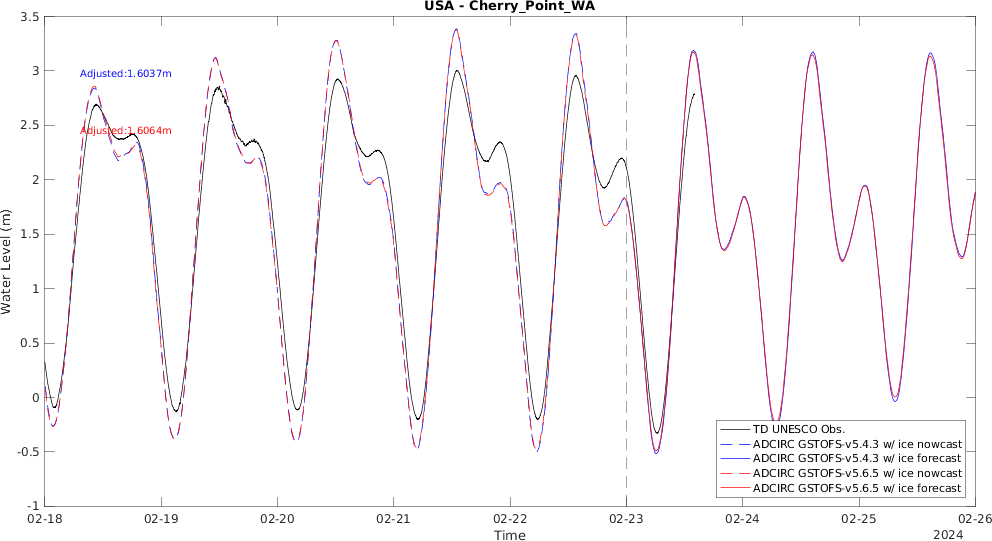 USA - Cherry_Point_WA
3.5
3
2.5
2
1.5
1
0.5
0
-0.5
-1
Water Level (m)
Adjusted:1.6037m
Adjusted:1.6064m
TD UNESCO Obs.
ADCIRC GSTOFS-v5.4.3 w/ ice nowcast
ADCIRC GSTOFS-v5.4.3 w/ ice forecast
ADCIRC GSTOFS-v5.6.5 w/ ice nowcast
ADCIRC GSTOFS-v5.6.5 w/ ice forecast
02-18 02-19 02-20 02-21 02-22 02-23 02-24 02-25 02-26
Time
2024